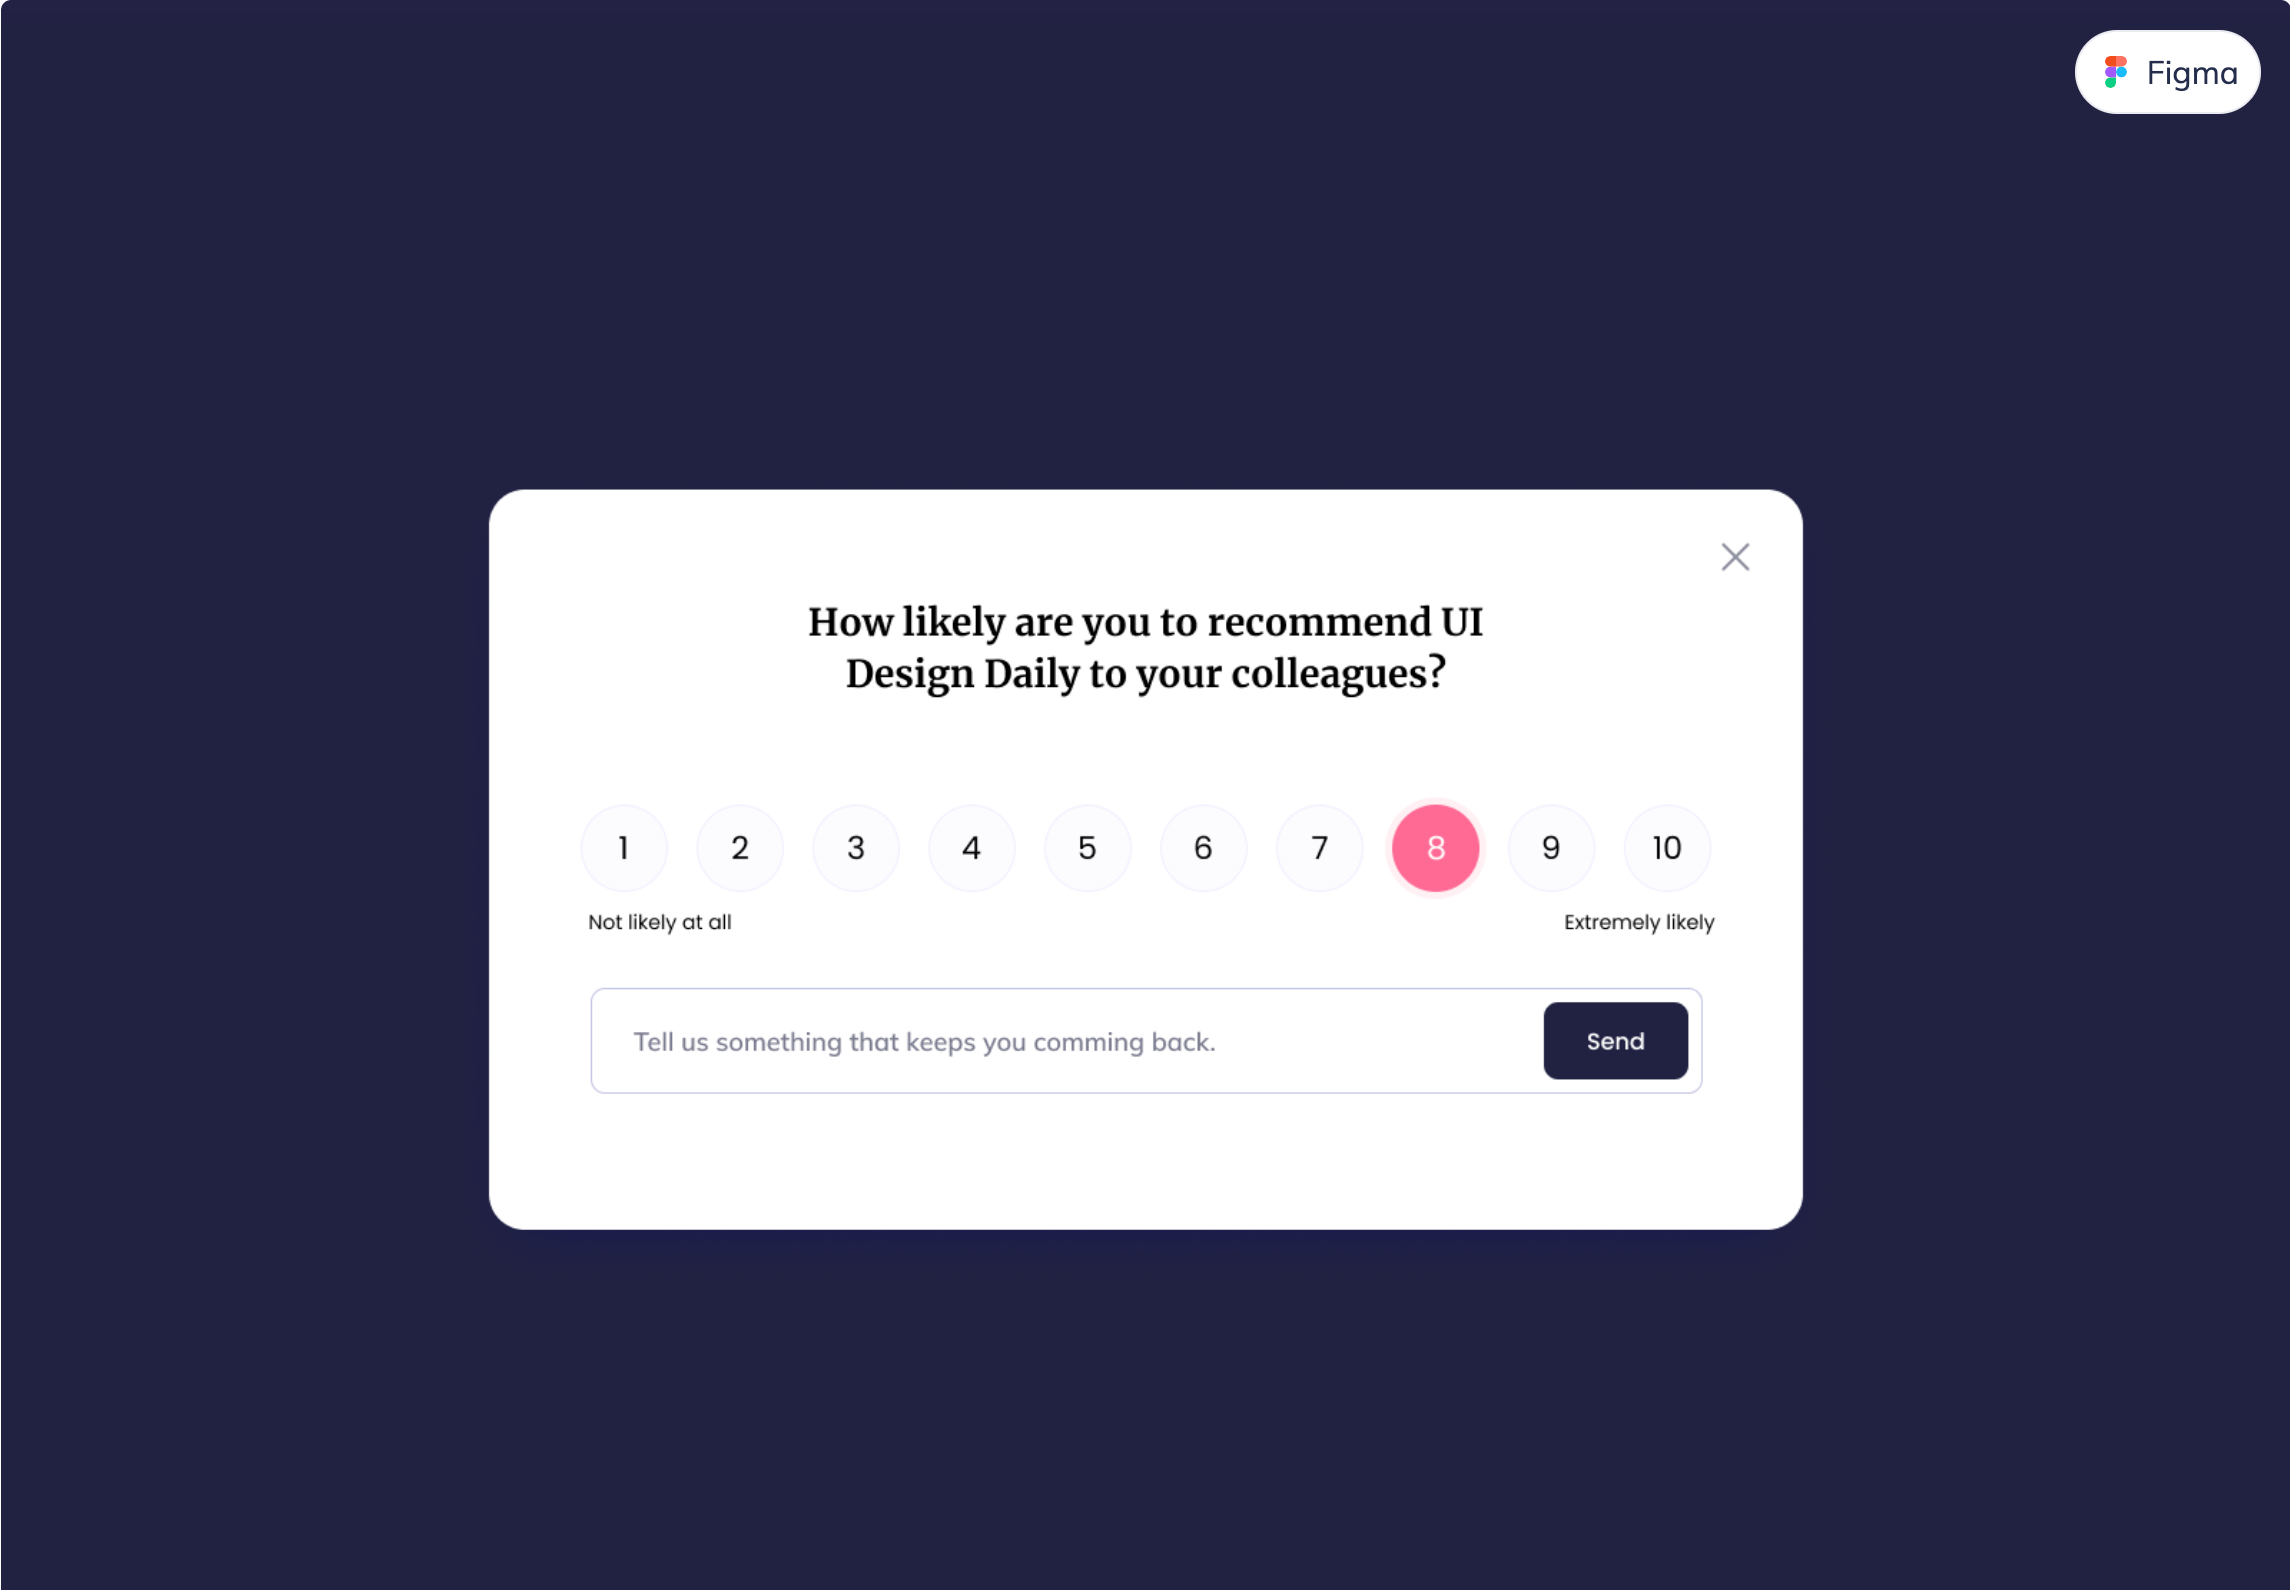 Figma
How likely are you to recommend UI
Design Daily to your colleagues?
1 2 3 4 5 6 7 8 9 10
Not likely at all Extremely likely
Tell us something that keeps you comming back. Send